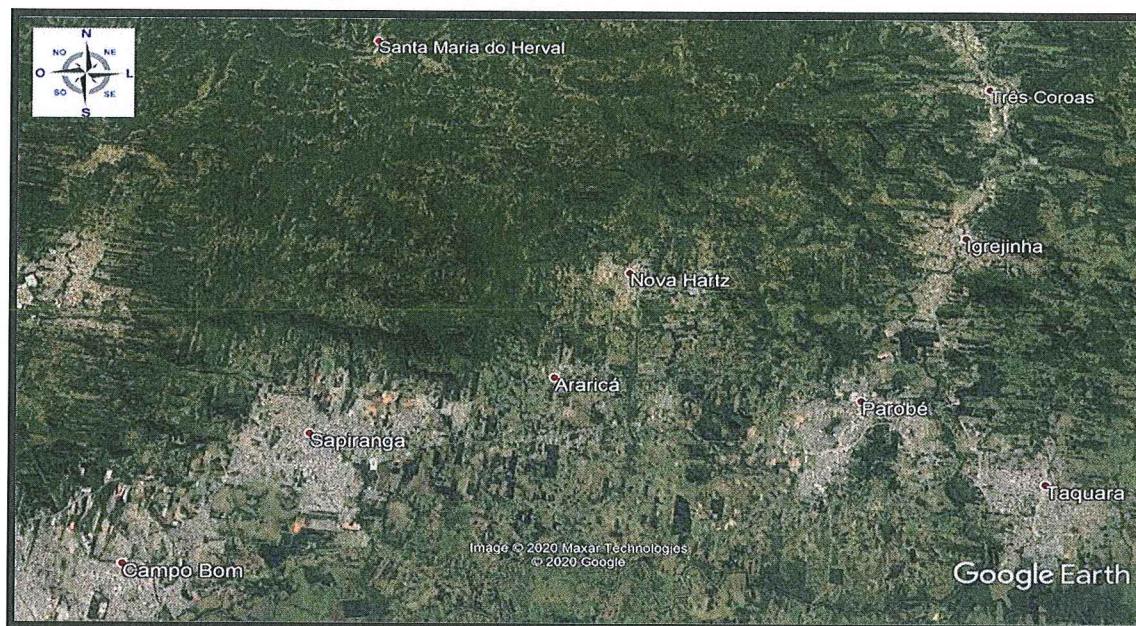 N
NO
NE
O
L
SO
SE
S
Santa Maria do Herval
Três Coroas
Igrejinha
Nova Hartz
Araricá
Parobé
Sapiranga
Taquara
Campo Bom
Image © 2020 Maxar Technologies
© 2020 Google
Google Earth